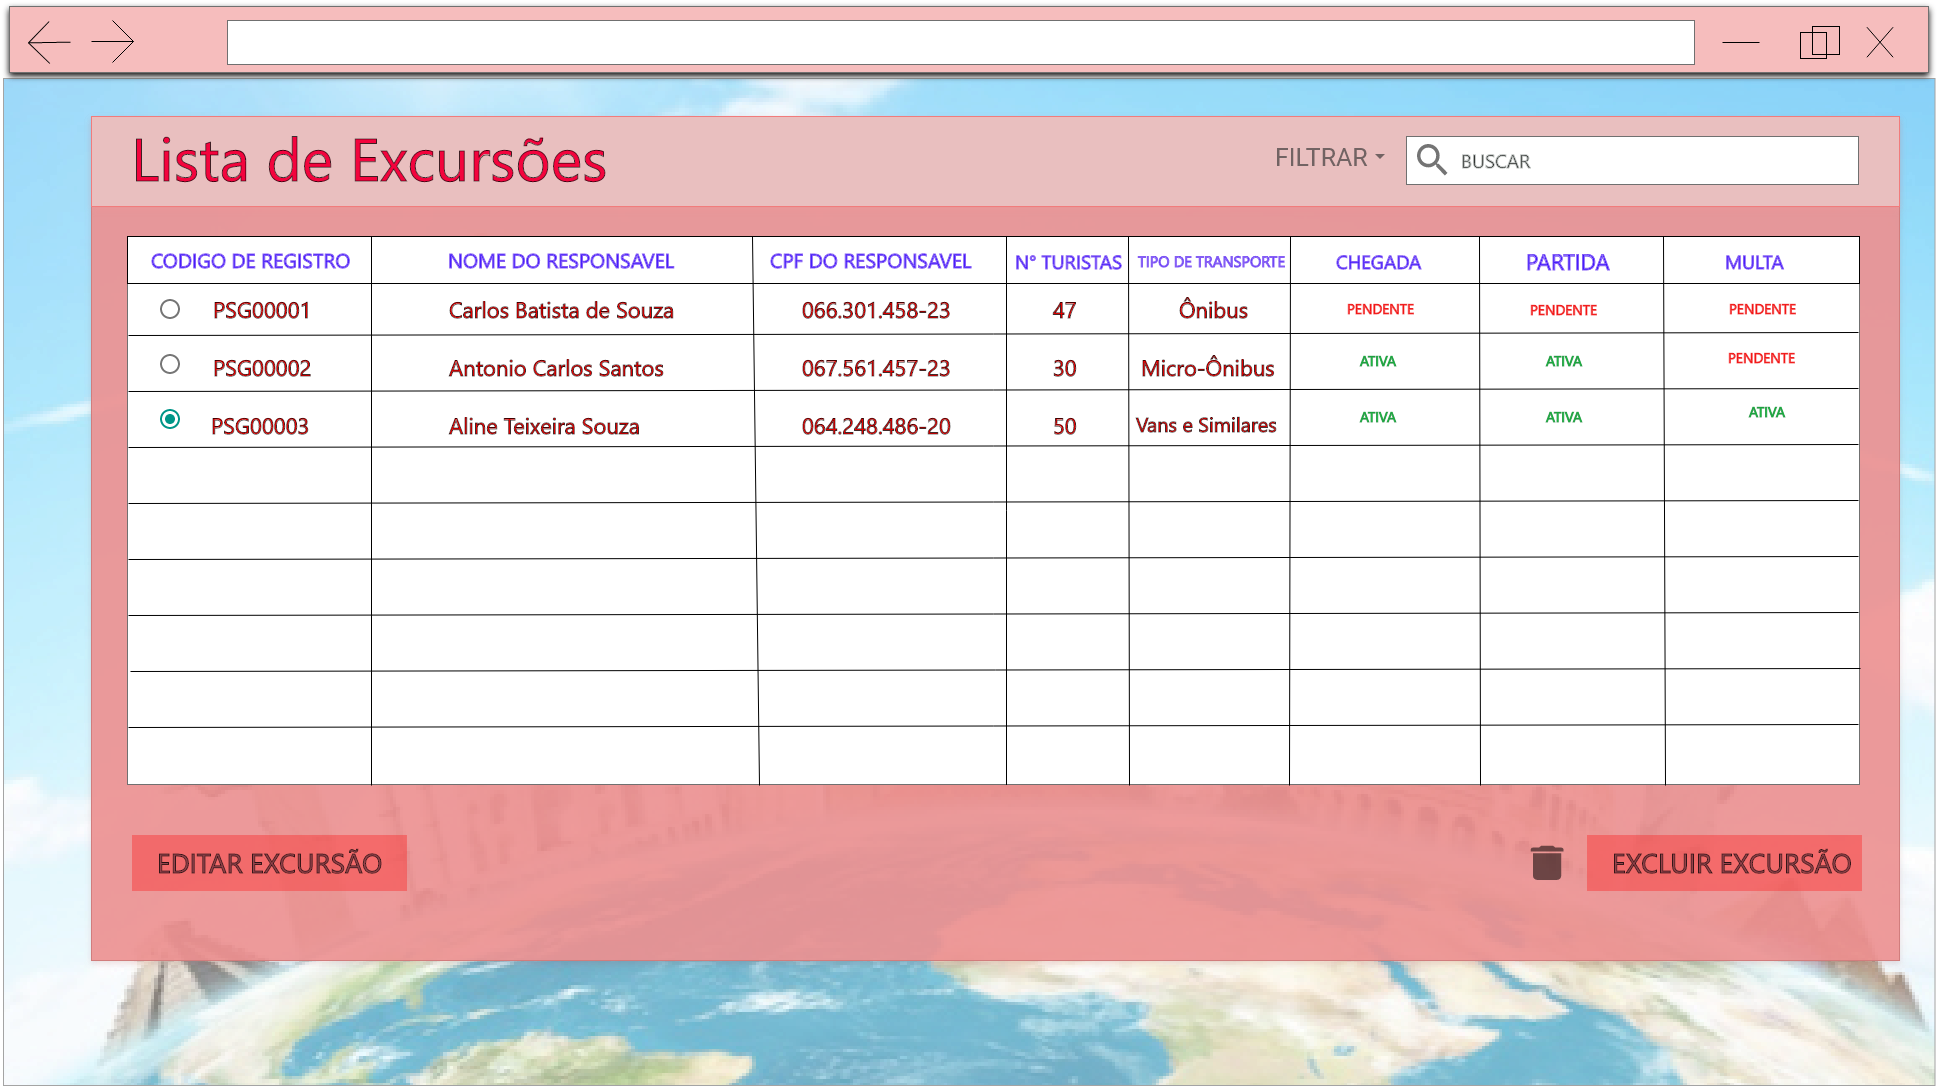 Lista de Excursões
FILTRAR
BUSCAR
CODIGO DE REGISTRO NOME DO RESPONSAVEL CPF DO RESPONSAVEL Nº TURISTAS TIPO DE TRANSPORTE CHEGADA PARTIDA MULTA
PSG00001 Carlos Batista de Souza 066.301.458-23 47 Ônibus PENDENTE PENDENTE PENDENTE
PSG00002 Antonio Carlos Santos 067.561.457-23 30 Micro-Ônibus ATIVA ATIVA PENDENTE
PSG00003 Aline Teixeira Souza 064.248.486-20 50 Vans e Similares ATIVA ATIVA ATIVA
EDITAR EXCURSÃO
EXCLUIR EXCURSÃO